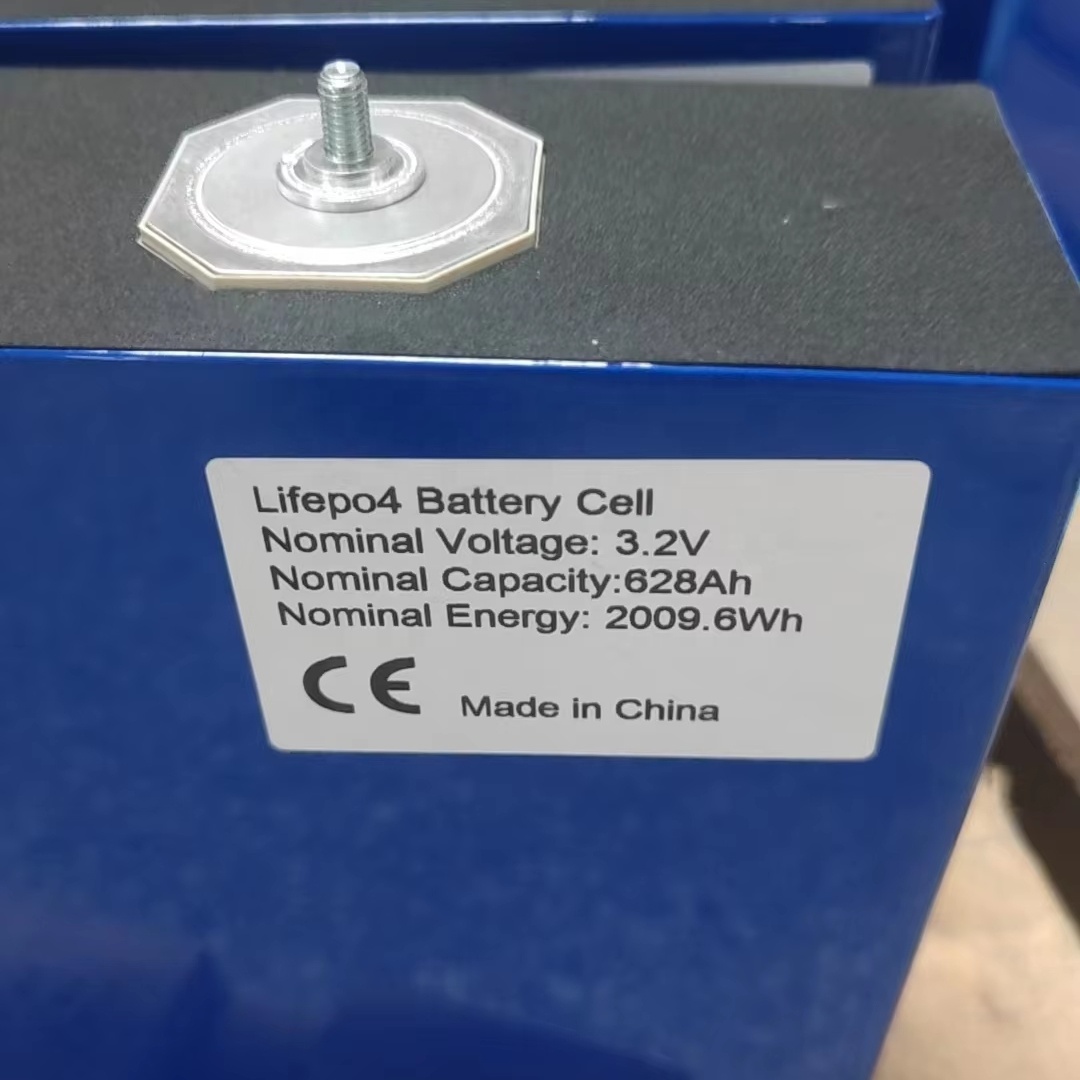 Lifepo4 Battery Cell
Nominal Voltage: 3.2V
Nominal Capacity:628Ah
Nominal Energy: 2009.6Wh
CE Made in China